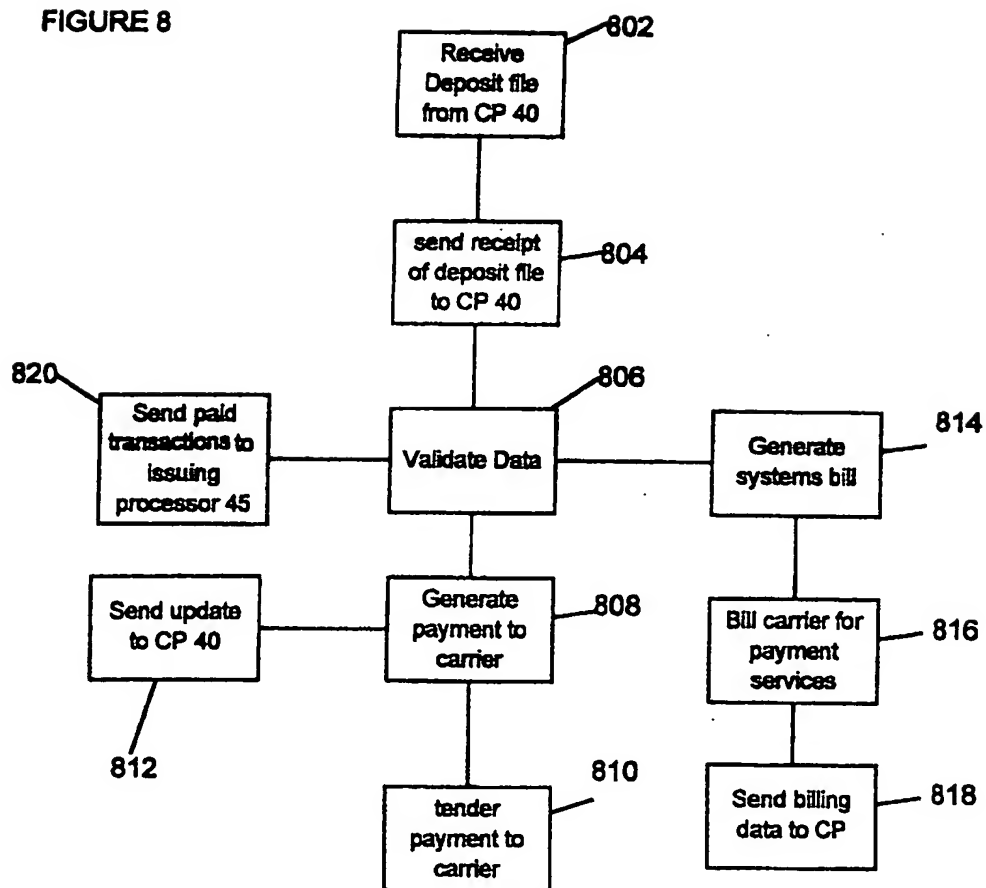 FIGURE 8
802
Receive
Deposit file
from CP 40
send receipt
of deposit file
to CP 40
804
820
806
Send paid
transactions to
issuing
processor 45
Validate Data
Generate
systems bill
814
Send update
to CP 40
Generate
payment to
carrier
808
Bill carrier for
payment
services
816
812
810
tender
payment to
carrier
Send billing
data to CP
818